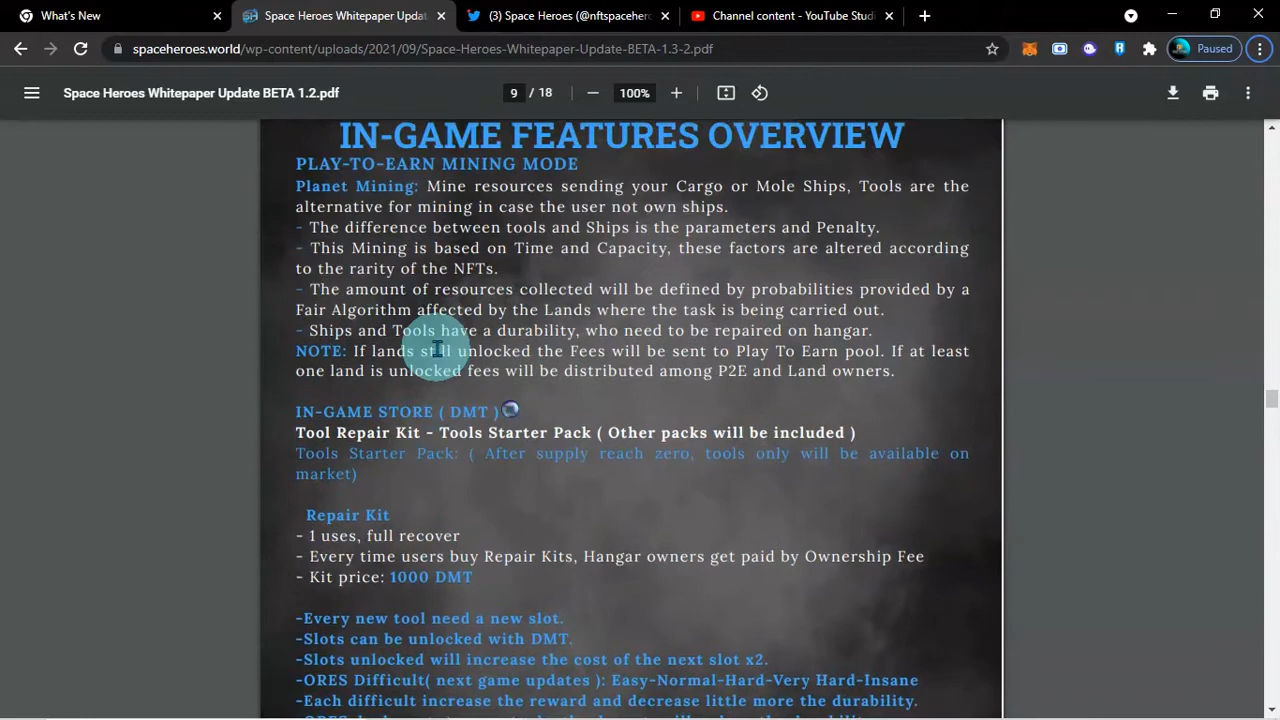 What's New
Space Heroes Whitepaper Updat
(3) Space Heroes (@nftspacehero
Channel content - YouTube Studi
spaceheroes.world/wp-content/uploads/2021/09/Space-Heroes-Whitepaper-Update-BETA-1.3-2.pdf
Paused
Space Heroes Whitepaper Update BETA 1.2.pdf
9 / 18
100%
IN-GAME FEATURES OVERVIEW
PLAY-TO-EARN MINING MODE
Planet Mining: Mine resources sending your Cargo or Mole Ships, Tools are the
alternative for mining in case the user not own ships.
- The difference between tools and Ships is the parameters and Penalty.
- This Mining is based on Time and Capacity, these factors are altered according
to the rarity of the NFTs.
- The amount of resources collected will be defined by probabilities provided by a
Fair Algorithm affected by the Lands where the task is being carried out.
- Ships and Tools have a durability, who need to be repaired on hangar.
NOTE: If lands still unlocked the Fees will be sent to Play To Earn pool. If at least
one land is unlocked fees will be distributed among P2E and Land owners.
IN-GAME STORE ( DMT )
Tool Repair Kit - Tools Starter Pack ( Other packs will be included )
Tools Starter Pack: ( After supply reach zero, tools only will be available on
market)
Repair Kit
- 1 uses, full recover
- Every time users buy Repair Kits, Hangar owners get paid by Ownership Fee
- Kit price: 1000 DMT
-Every new tool need a new slot.
-Slots can be unlocked with DMT.
-Slots unlocked will increase the cost of the next slot x2.
-ORES Difficult( next game updates ): Easy-Normal-Hard-Very Hard-Insane
-Each difficult increase the reward and decrease little more the durability.